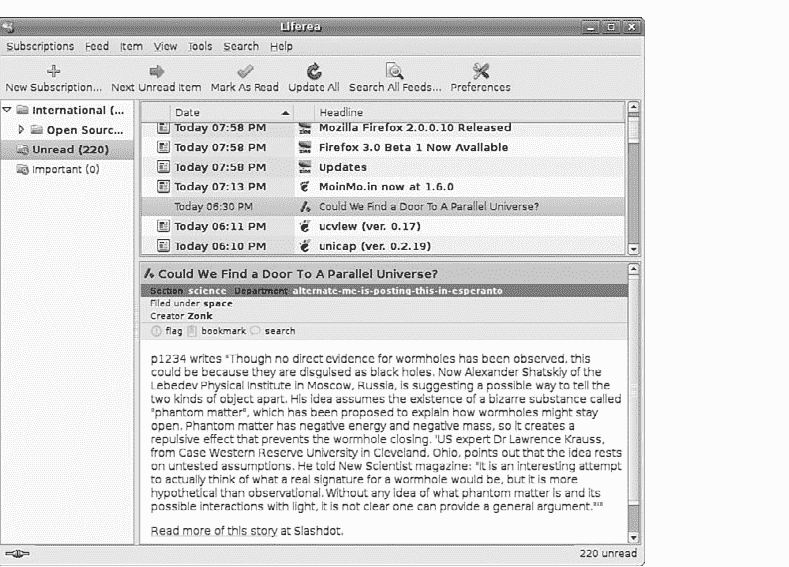 Liferea
Subscriptions Feed Item View Tools Search Help
New Subscription... Next Unread Item Mark As Read Update All Search All Feeds... Preferences
International (...
Open Sourc...
Unread (220)
Important (0)
Date Headline
Today 07:58 PM Mozilla Firefox 2.0.0.10 Released
Today 07:58 PM Firefox 3.0 Beta 1 Now Available
Today 07:58 PM Updates
Today 07:13 PM MoinMo.in now at 1.6.0
Today 06:30 PM Could We Find a Door To A Parallel Universe?
Today 06:11 PM ucview (ver. 0.17)
Today 06:10 PM unicap (ver. 0.2.19)
Could We Find a Door To A Parallel Universe?
Section science Department alternate-me-is-posting-this-in-esperanto
Filed under space
Creator Zonk
flag bookmark search
p1234 writes "Though no direct evidence for wormholes has been observed, this
could be because they are disguised as black holes. Now Alexander Shatskiy of the
Lebedev Physical Institute in Moscow, Russia, is suggesting a possible way to tell the
two kinds of object apart. His idea assumes the existence of a bizarre substance called
"phantom matter", which has been proposed to explain how wormholes might stay
open. Phantom matter has negative energy and negative mass, so it creates a
repulsive effect that prevents the wormhole closing. 'US expert Dr Lawrence Krauss,
from Case Western Reserve University in Cleveland, Ohio, points out that the idea rests
on untested assumptions. He told New Scientist magazine: "It is an interesting attempt
to actually think of what a real signature for a wormhole would be, but it is more
hypothetical than observational. Without any idea of what phantom matter is and its
possible interactions with light, it is not clear one can provide a general argument."'"
Read more of this story at Slashdot.
220 unread